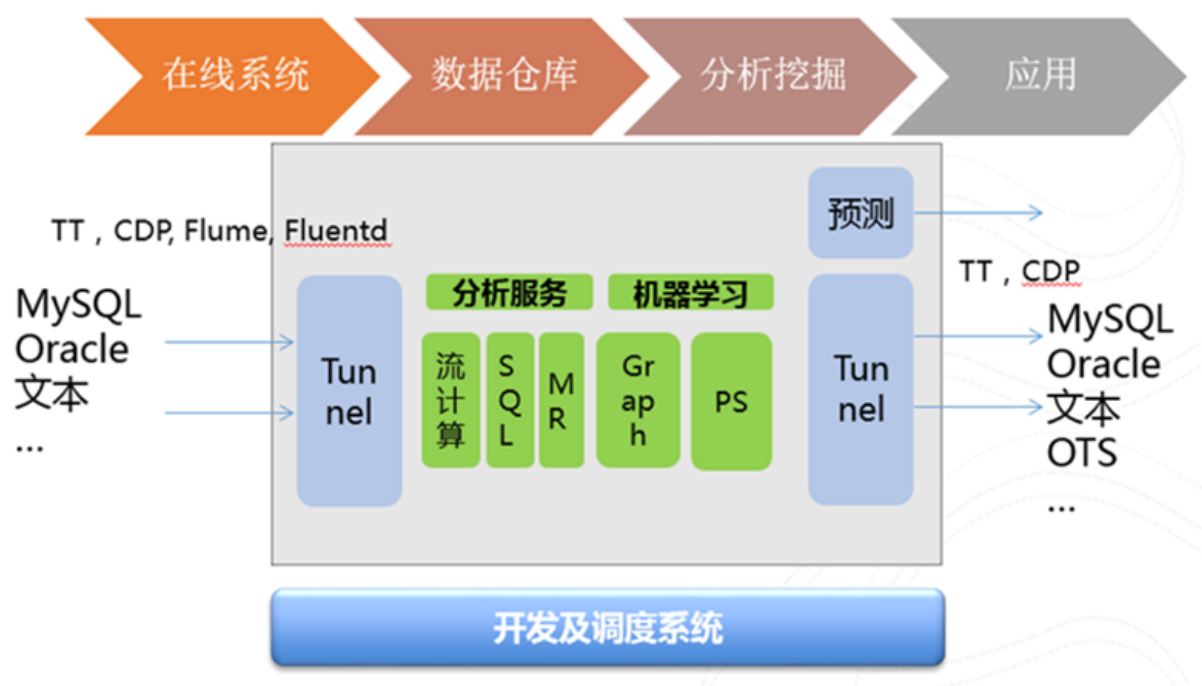 在线系统
数据仓库
分析挖掘
应用
TT，CDP, Flume, Fluentd
MySQL
Oracle
文本
...
Tun
nel
分析服务
流
计
算
S
Q
L
M
R
机器学习
Gr
ap
h
PS
预测
Tun
nel
TT，CDP
MySQL
Oracle
文本
OTS
...
开发及调度系统